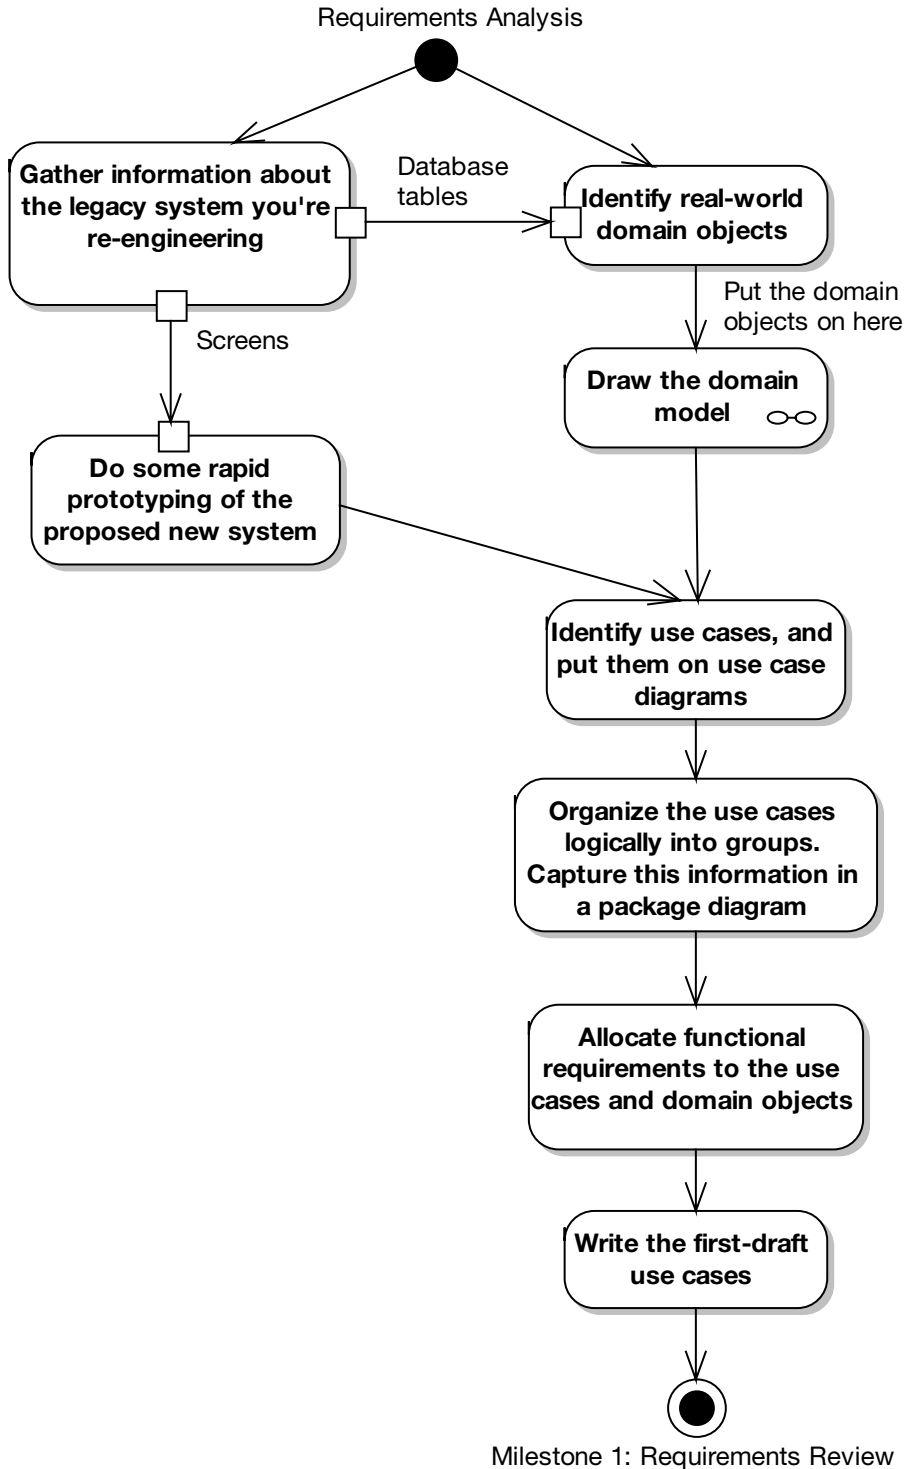 Requirements Analysis
Gather information about
the legacy system you're
re-engineering
Database
tables
Identify real-world
domain objects
Put the domain
objects on here
Screens
Draw the domain
model
Do some rapid
prototyping of the
proposed new system
Identify use cases, and
put them on use case
diagrams
Organize the use cases
logically into groups.
Capture this information in
a package diagram
Allocate functional
requirements to the use
cases and domain objects
Write the first-draft
use cases
Milestone 1: Requirements Review